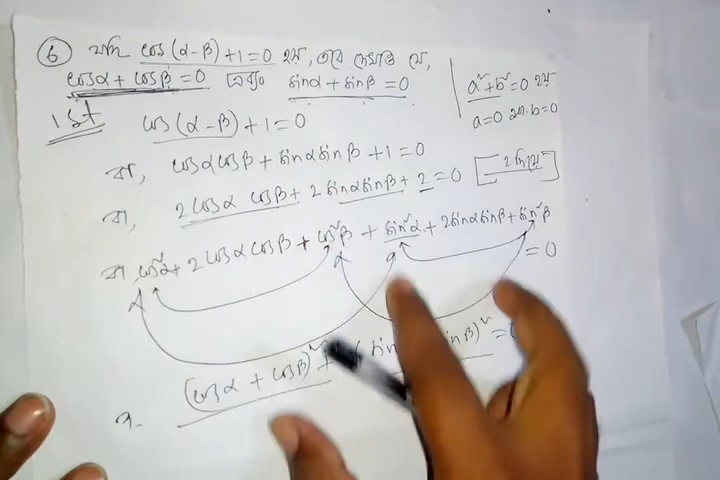 6 যদি cos(α-β)+1=0 হয়, তবে দেখাও যে,
cosα + cosβ = 0 এবং sinα + sinβ = 0
a²+b²=0 হয়
a=0 এবং b=0
1st cos(α-β)+1=0
বা, cosα cosβ + sinα sinβ + 1 = 0
বা, 2cosα cosβ + 2 sinα sinβ + 2 = 0
বা, cos²α + 2cosα cosβ + cos²β + sin²α + 2sinα sinβ + sin²β
= 0
(cosα + cosβ)² +